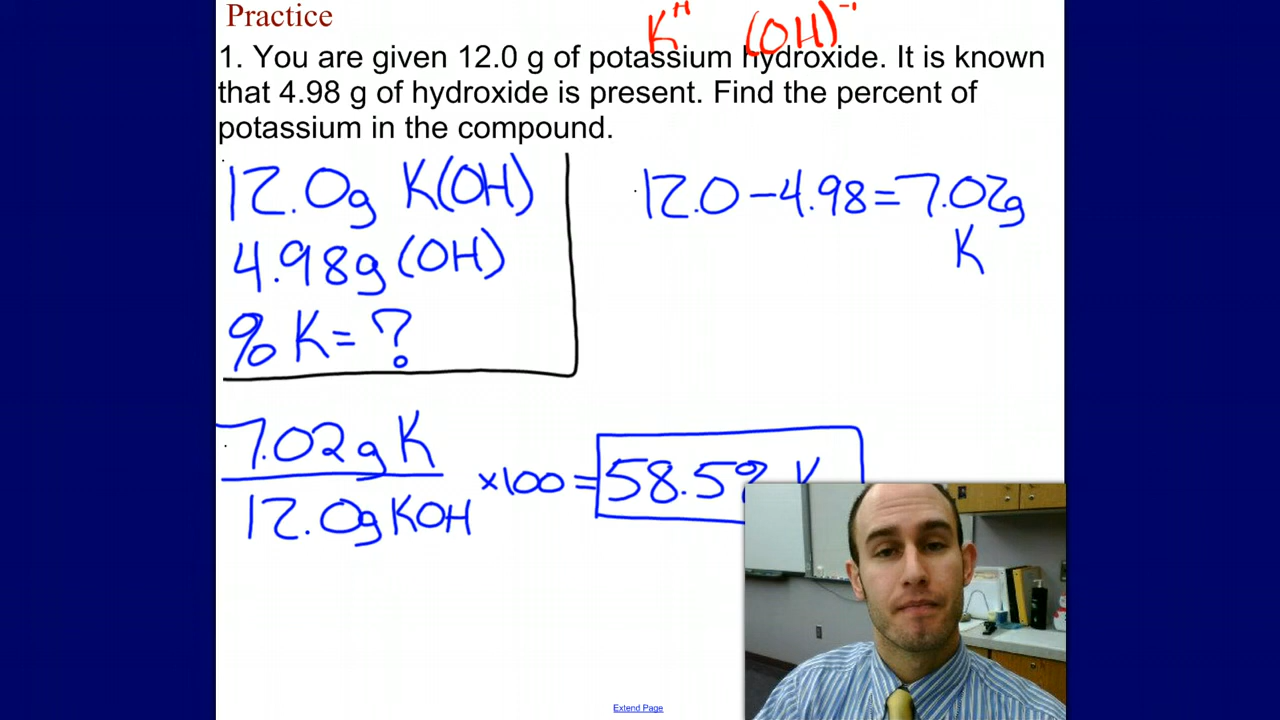 Practice
K+1 (OH)-1
1. You are given 12.0 g of potassium hydroxide. It is known
that 4.98 g of hydroxide is present. Find the percent of
potassium in the compound.
12.0g K(OH)
4.98g (OH)
% K= ?
12.0-4.98=7.02g
K
7.02g K
12.0g KOH
×100 = 58.5% K
Extend Page